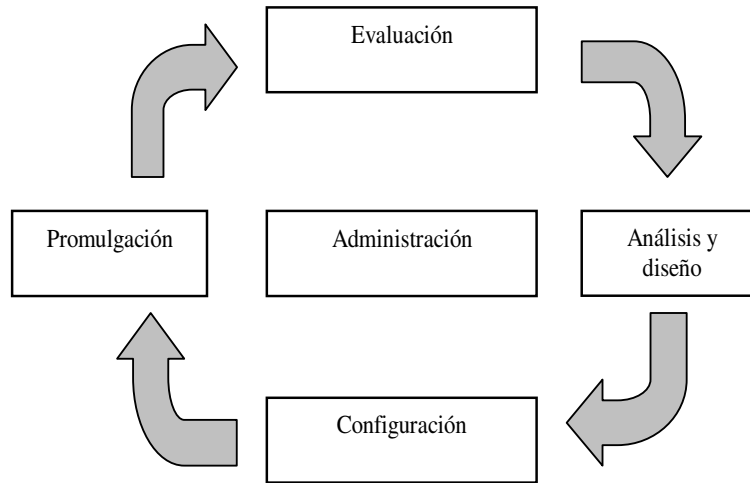 Evaluación
Promulgación
Administración
Análisis y
diseño
Configuración